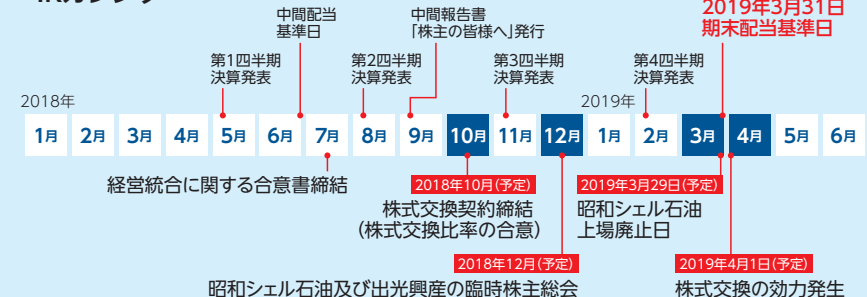 2019年3月31日
期末配当基準日
中間配当
基準日
中間報告書
「株主の皆様へ」発行
第1四半期
決算発表
第2四半期
決算発表
第3四半期
決算発表
第4四半期
決算発表
2018年
2019年
1月 2月 3月 4月 5月 6月 7月 8月 9月 10月 11月 12月 1月 2月 3月 4月 5月 6月
経営統合に関する合意書締結
2018年10月(予定)
株式交換契約締結
(株式交換比率の合意)
2019年3月29日(予定)
昭和シェル石油
上場廃止日
2018年12月(予定)
昭和シェル石油及び出光興産の臨時株主総会
2019年4月1日(予定)
株式交換の効力発生